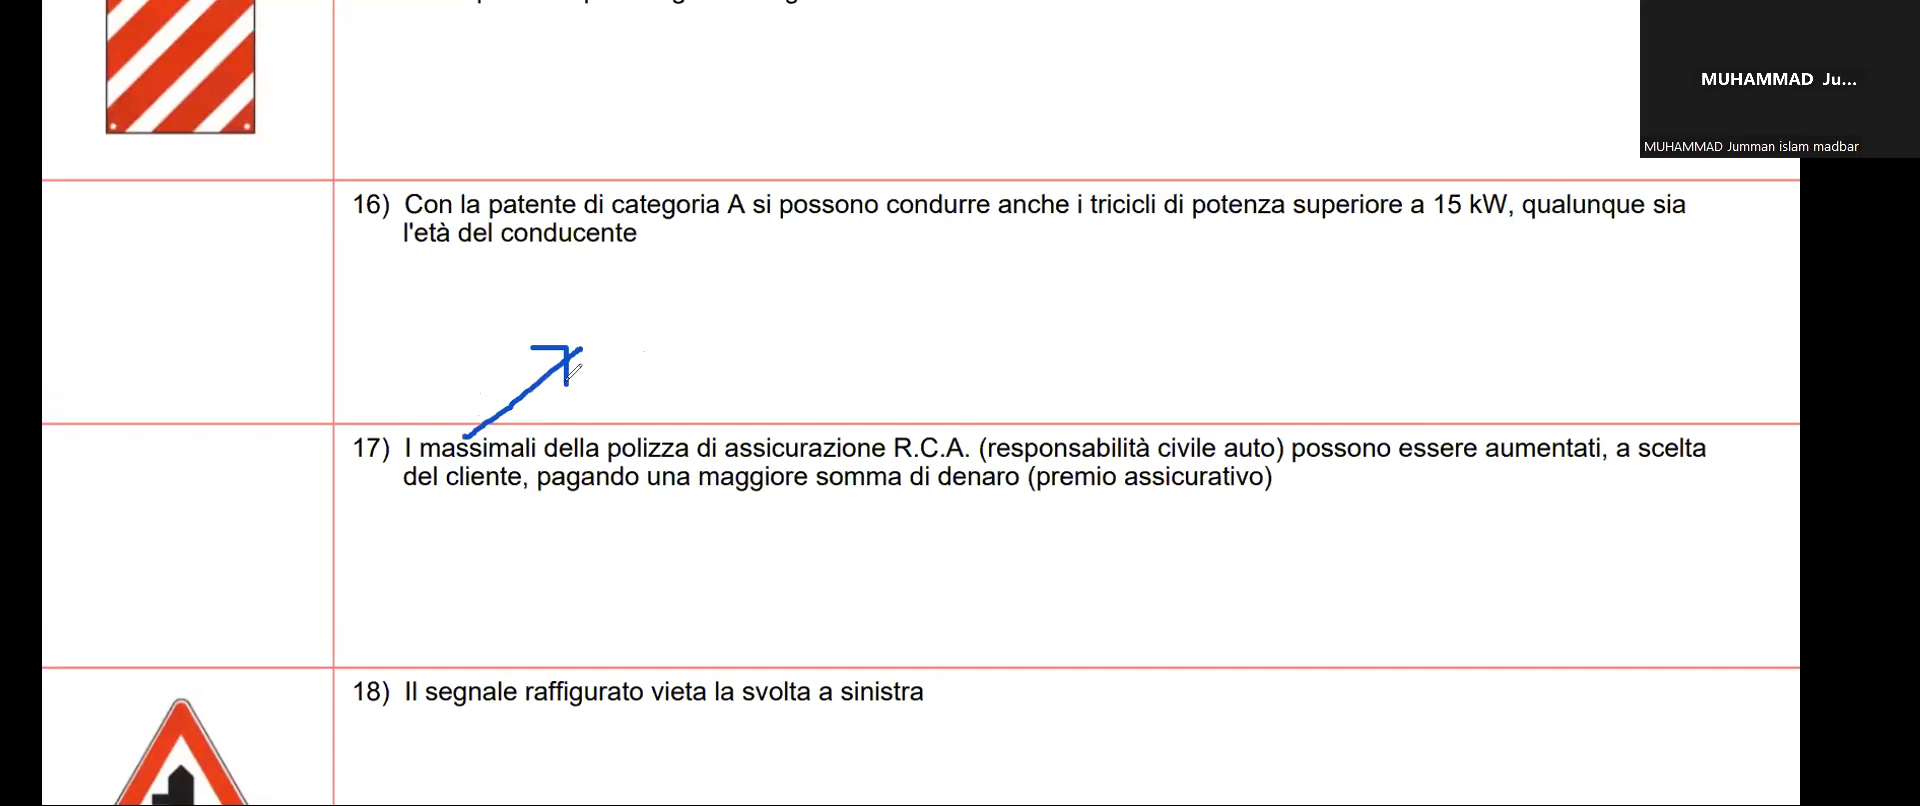 MUHAMMAD Ju...
MUHAMMAD Jumman islam madbar
16) Con la patente di categoria A si possono condurre anche i tricicli di potenza superiore a 15 kW, qualunque sia
l'età del conducente
17) I massimali della polizza di assicurazione R.C.A. (responsabilità civile auto) possono essere aumentati, a scelta
del cliente, pagando una maggiore somma di denaro (premio assicurativo)
18) Il segnale raffigurato vieta la svolta a sinistra